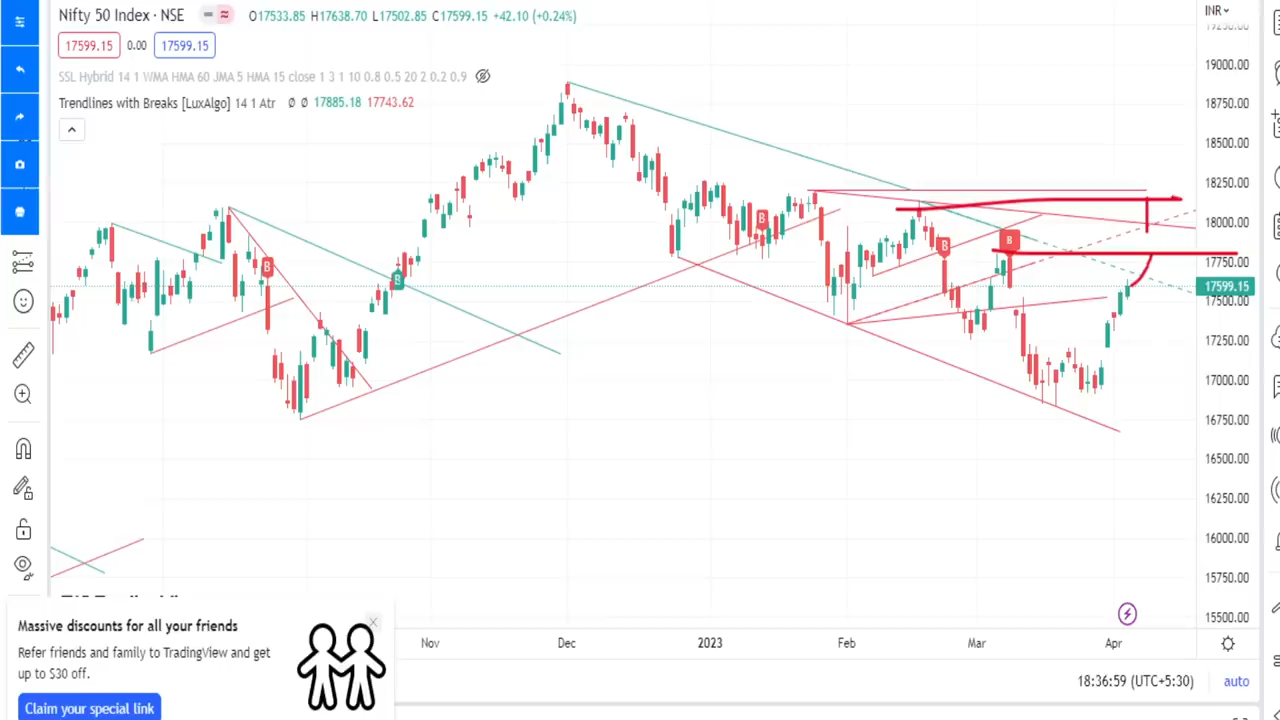 Nifty 50 Index · NSE O17533.85 H17638.70 L17502.85 C17599.15 +42.10 (+0.24%)
INR
17599.15 0.00 17599.15
SSL Hybrid 14 1 WMA HMA 60 JMA 5 HMA 15 close 1 3 1 10 0.8 0.5 20 2 0.2 0.9
Trendlines with Breaks [LuxAlgo] 14 1 Atr Ø Ø 17885.18 17743.62
19250.00
19000.00
18750.00
18500.00
18250.00
18000.00
17750.00
17599.15
17500.00
17250.00
17000.00
16750.00
16500.00
16250.00
16000.00
15750.00
15500.00
B
B
B
B
B
Nov Dec 2023 Feb Mar Apr
18:36:59 (UTC+5:30) auto
Massive discounts for all your friends
Refer friends and family to TradingView and get
up to $30 off.
Claim your special link